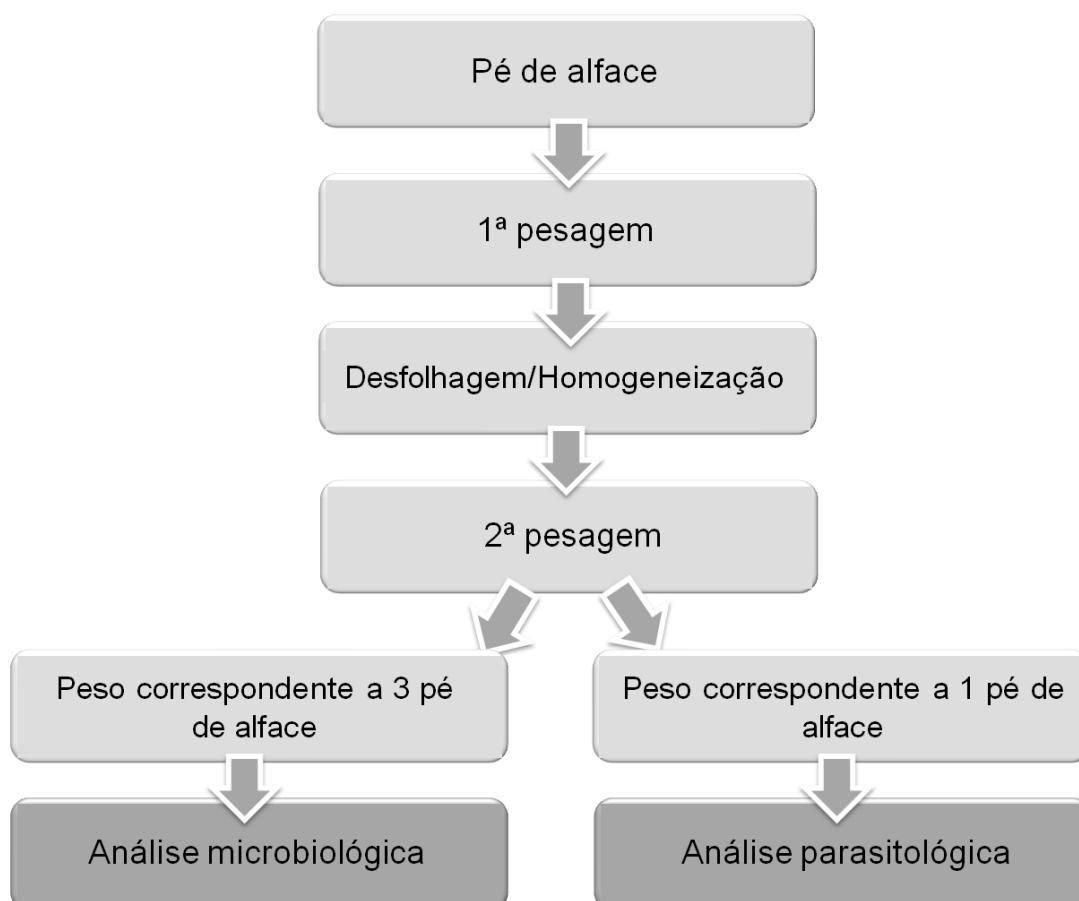 Pé de alface
1ª pesagem
Desfolhagem/Homogeneização
2ª pesagem
Peso correspondente a 3 pé
de alface
Peso correspondente a 1 pé de
alface
Análise microbiológica
Análise parasitológica